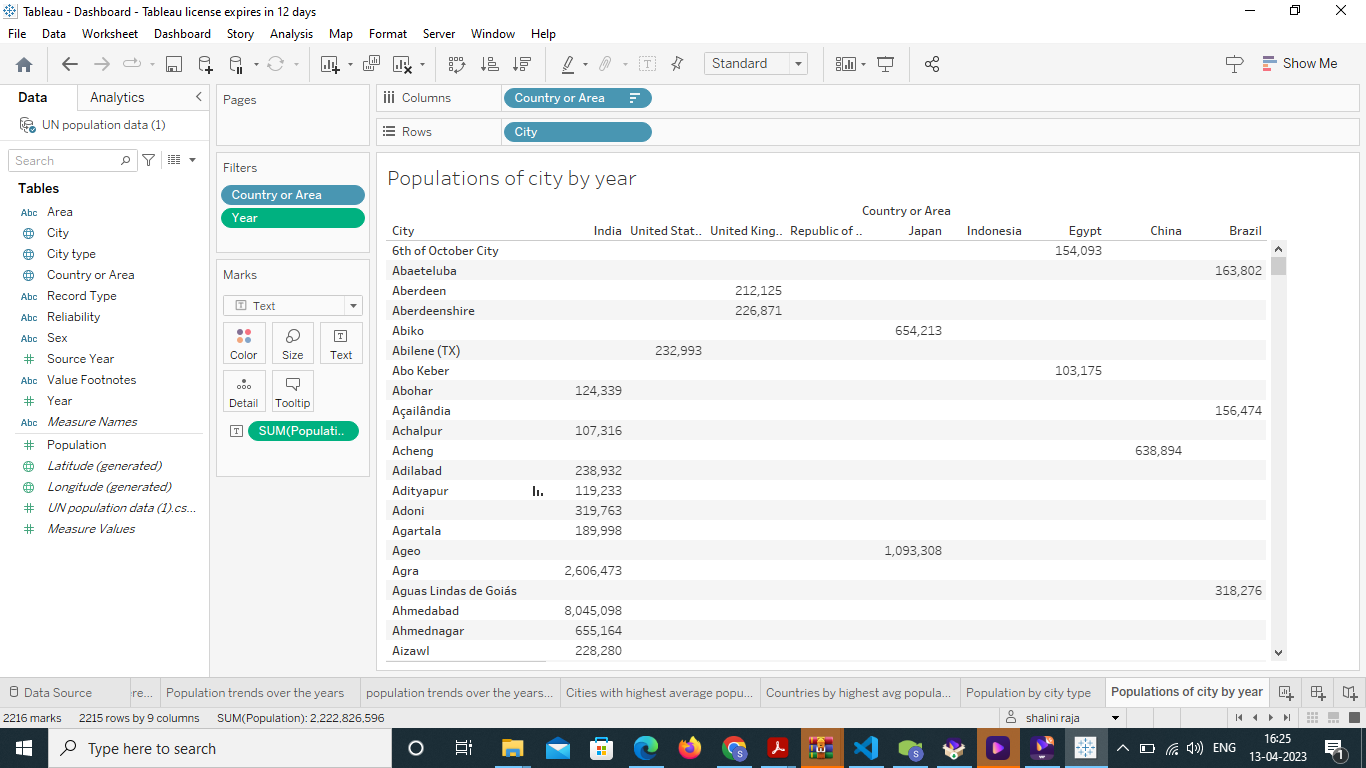 Tableau - Dashboard - Tableau license expires in 12 days
File Data Worksheet Dashboard Story Analysis Map Format Server Window Help
Standard
Show Me
Data Analytics
UN population data (1)
Search
Tables
Abc Area
City
City type
Country or Area
Abc Record Type
Abc Reliability
Abc Sex
Source Year
Abc Value Footnotes
Year
Abc Measure Names
Population
Latitude (generated)
Longitude (generated)
UN population data (1).cs...
Measure Values
Pages
Filters
Country or Area
Year
Marks
Text
Color Size Text
Detail Tooltip
SUM(Populati..
Columns Country or Area
Rows City
Populations of city by year
Country or Area
City India United Stat.. United King.. Republic of .. Japan Indonesia Egypt China Brazil
6th of October City 154,093
Abaeteluba 163,802
Aberdeen 212,125
Aberdeenshire 226,871
Abiko 654,213
Abilene (TX) 232,993
Abo Keber 103,175
Abohar 124,339
Açailândia 156,474
Achalpur 107,316
Acheng 638,894
Adilabad 238,932
Adityapur 119,233
Adoni 319,763
Agartala 189,998
Ageo 1,093,308
Agra 2,606,473
Aguas Lindas de Goiás 318,276
Ahmedabad 8,045,098
Ahmednagar 655,164
Aizawl 228,280
Data Source ere... Population trends over the years population trends over the years... Cities with highest average popu... Countries by highest avg popula... Population by city type Populations of city by year
2216 marks 2215 rows by 9 columns SUM(Population): 2,222,826,596 shalini raja
Type here to search
ENG
16:25
13-04-2023
1